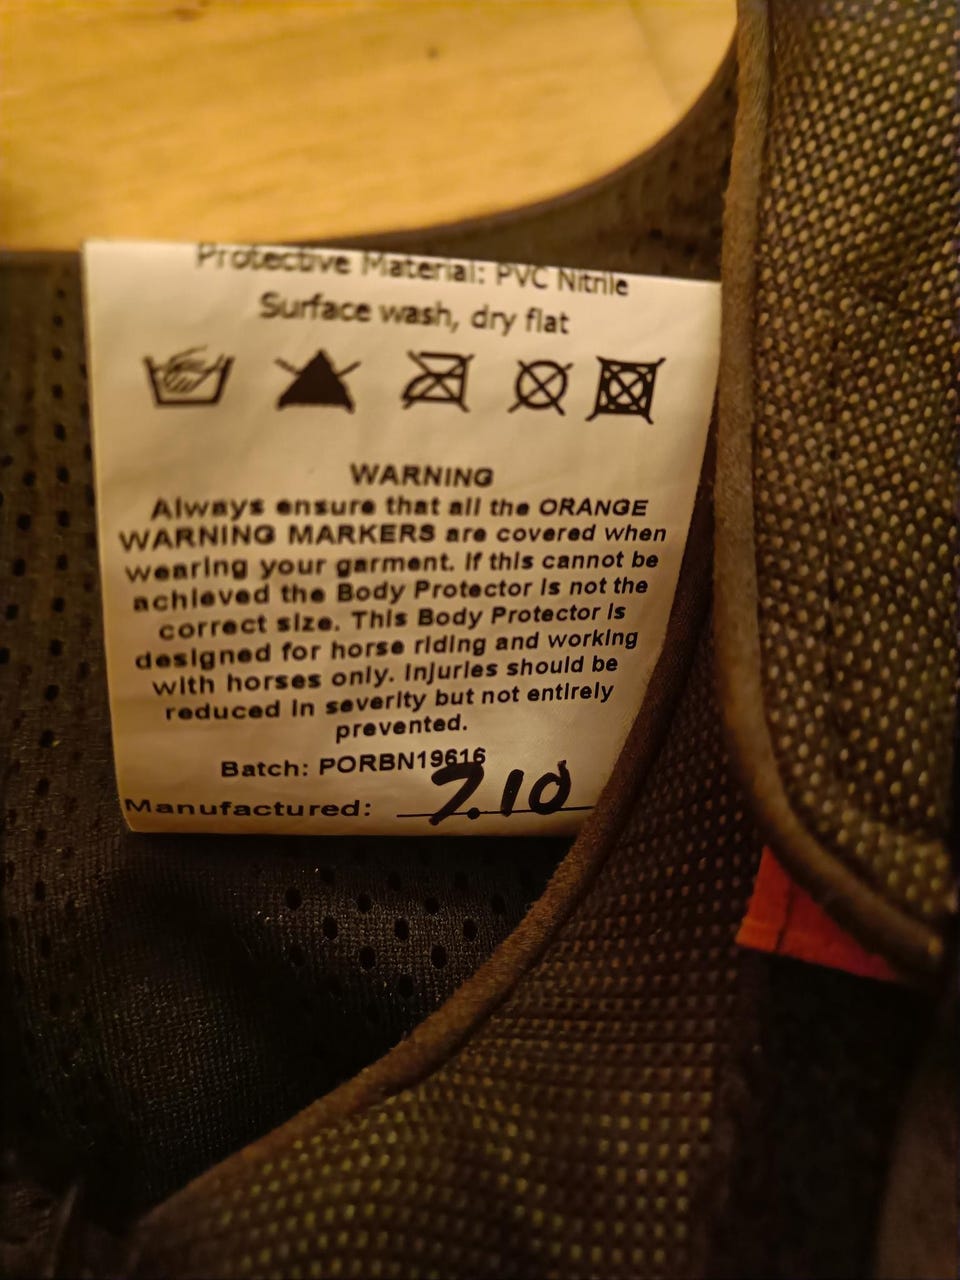 Protective Material: PVC Nitrile
Surface wash, dry flat
WARNING
Always ensure that all the ORANGE
WARNING MARKERS are covered when
wearing your garment. If this cannot be
achieved the Body Protector is not the
correct size. This Body Protector is
designed for horse riding and working
with horses only. Injuries should be
reduced in severity but not entirely
prevented.
Batch: PORBN19616
Manufactured: 7.10